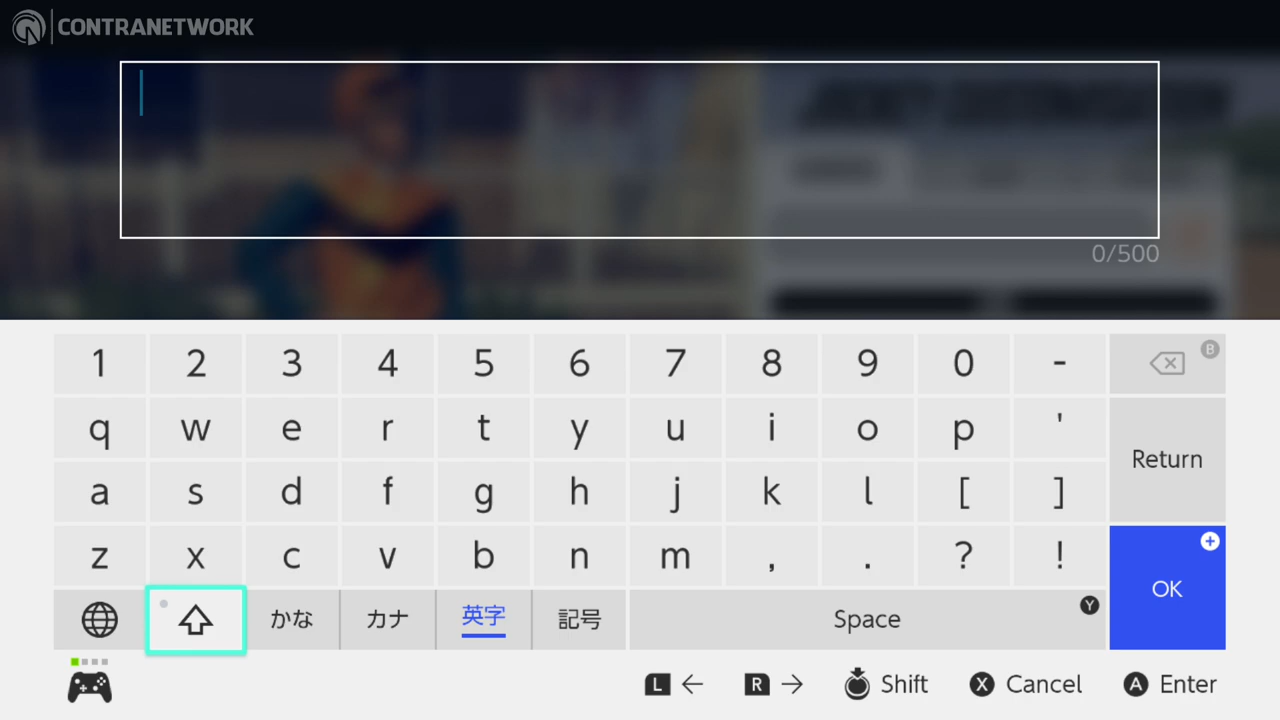 CONTRANETWORK
0/500
1 2 3 4 5 6 7 8 9 0 - B
q w e r t y u i o p '
Return
a s d f g h j k l [ ]
z x c v b n m , . ? !
OK
かな カナ 英字 記号 Space Y
L ← R → Shift X Cancel A Enter